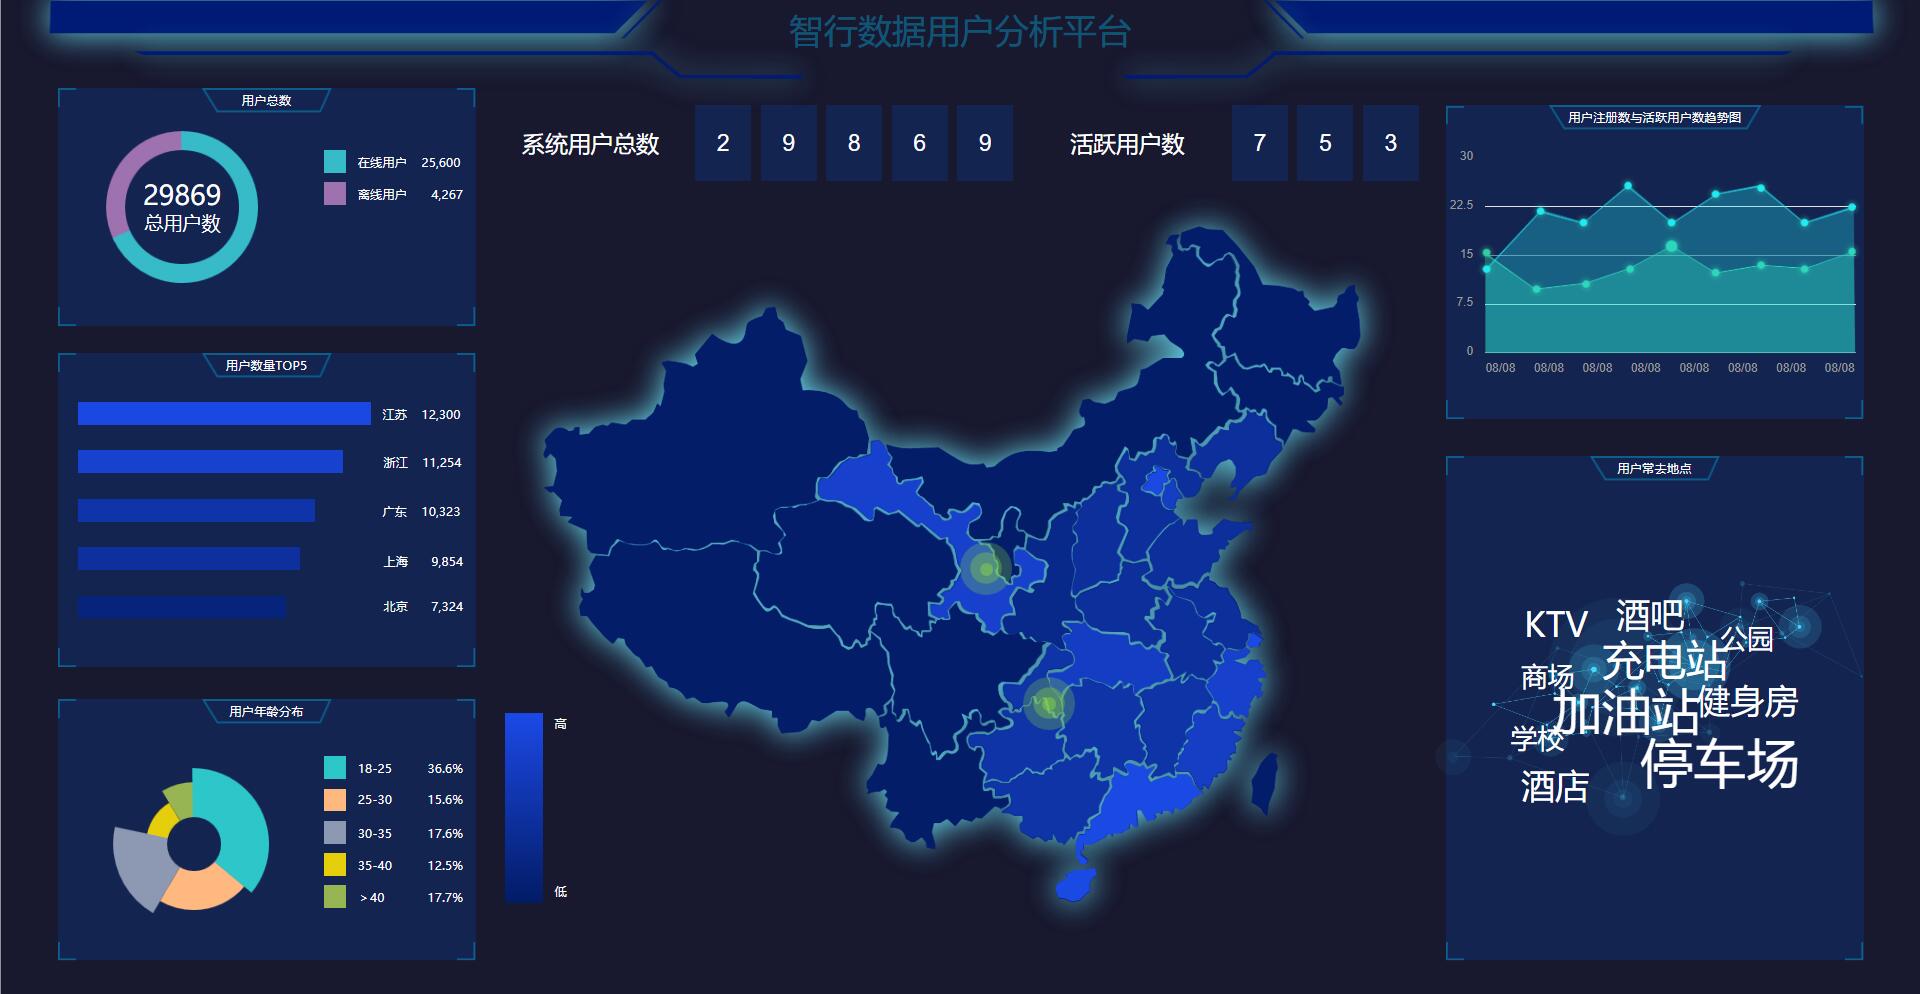 智行数据用户分析平台
用户总数
在线用户 25,600
离线用户 4,267
29869
总用户数
用户数量TOP5
江苏 12,300
浙江 11,254
广东 10,323
上海 9,854
北京 7,324
用户年龄分布
18-25 36.6%
25-30 15.6%
30-35 17.6%
35-40 12.5%
>40 17.7%
系统用户总数 2 9 8 6 9
活跃用户数 7 5 3
高
低
用户注册数与活跃用户数趋势图
30
22.5
15
7.5
0
08/08 08/08 08/08 08/08 08/08 08/08 08/08 08/08
用户常去地点
KTV
酒吧
公园
充电站
商场
加油站
健身房
学校
停车场
酒店